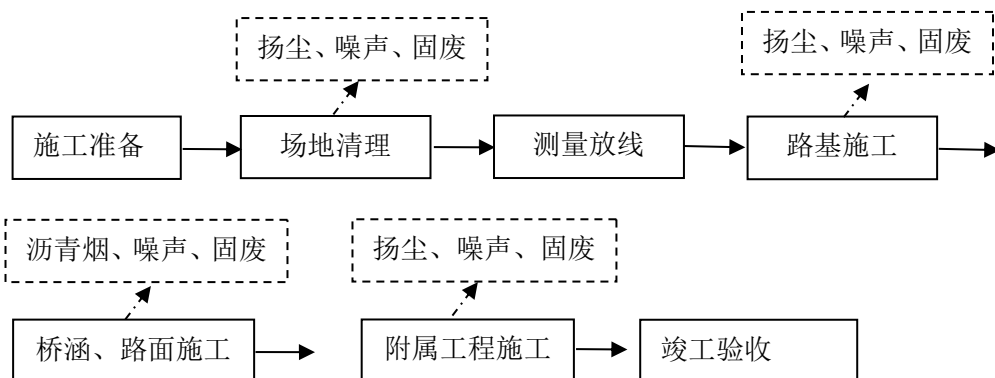 扬尘、噪声、固废
扬尘、噪声、固废
施工准备
场地清理
测量放线
路基施工
沥青烟、噪声、固废
扬尘、噪声、固废
桥涵、路面施工
附属工程施工
竣工验收